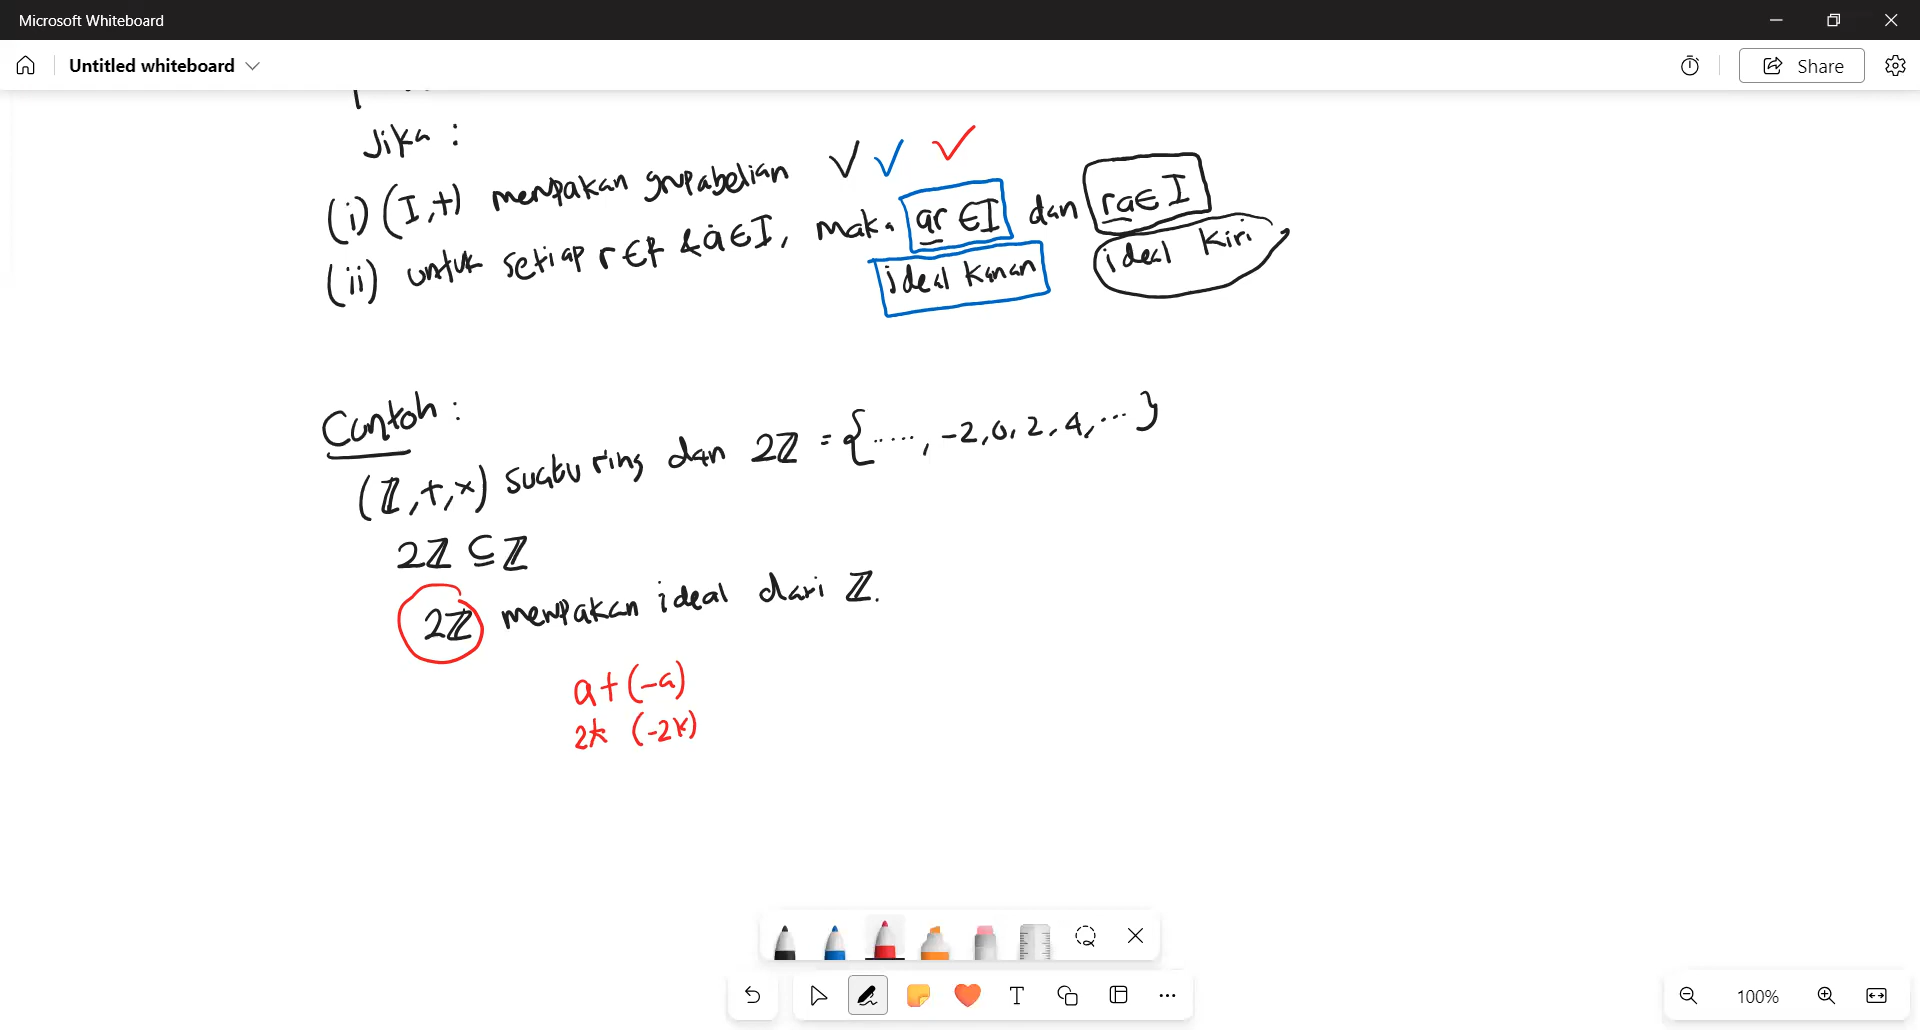 Microsoft Whiteboard
Untitled whiteboard
Share
Jika :
(i) (I,+) merupakan grup abelian
(ii) untuk setiap r∈R & a∈I, maka ar ∈ I dan ra ∈ I
ideal kanan
ideal kiri
Contoh :
(ℤ,+,×) suatu ring dan 2ℤ = {....., -2, 0, 2, 4, ...}
2ℤ ⊆ ℤ
2ℤ merupakan ideal dari ℤ.
a + (-a)
2k (-2k)
100%